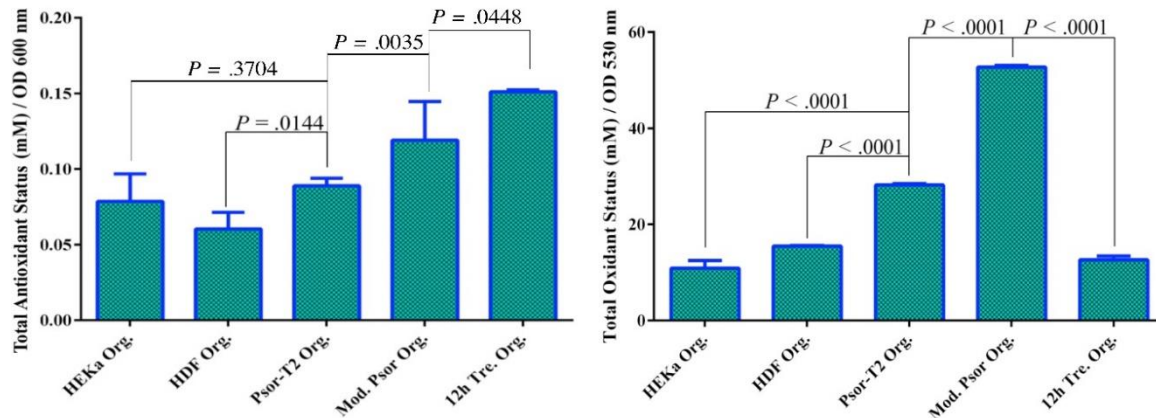 Total Antioxidant Status (mM) / OD 600 nm
0.20
0.15
0.10
0.05
0.00
P = .0448
P = .0035
P = .3704
P = .0144
HEKa Org.
HDF Org.
Psor-T2 Org.
Mod. Psor Org.
12h Tre. Org.
Total Oxidant Status (mM) / OD 530 nm
60
40
20
0
P < .0001
P < .0001
P < .0001
P < .0001
HEKa Org.
HDF Org.
Psor-T2 Org.
Mod. Psor Org.
12h Tre. Org.